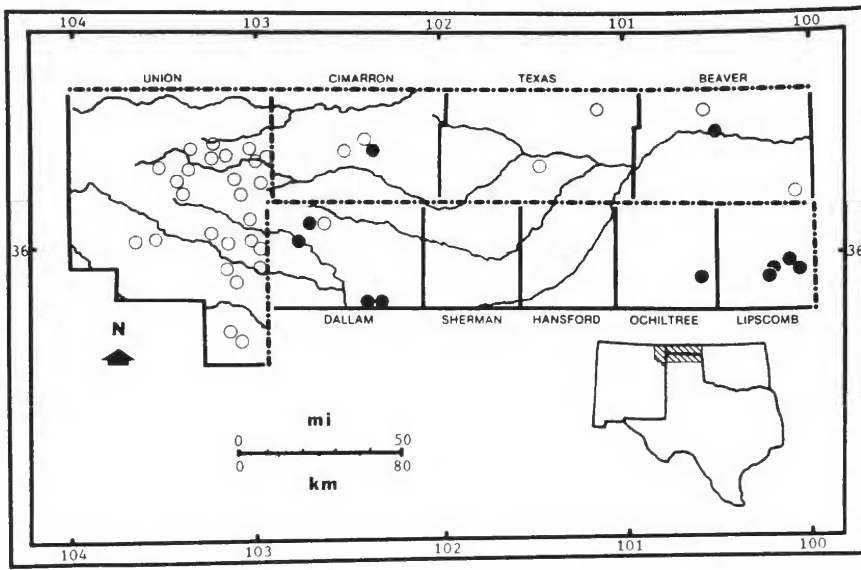 104 103 102 101 100
UNION CIMARRON TEXAS BEAVER
36 36
DALLAM SHERMAN HANSFORD OCHILTREE LIPSCOMB
N
mi
0 50
0 80
km
104 103 102 101 100